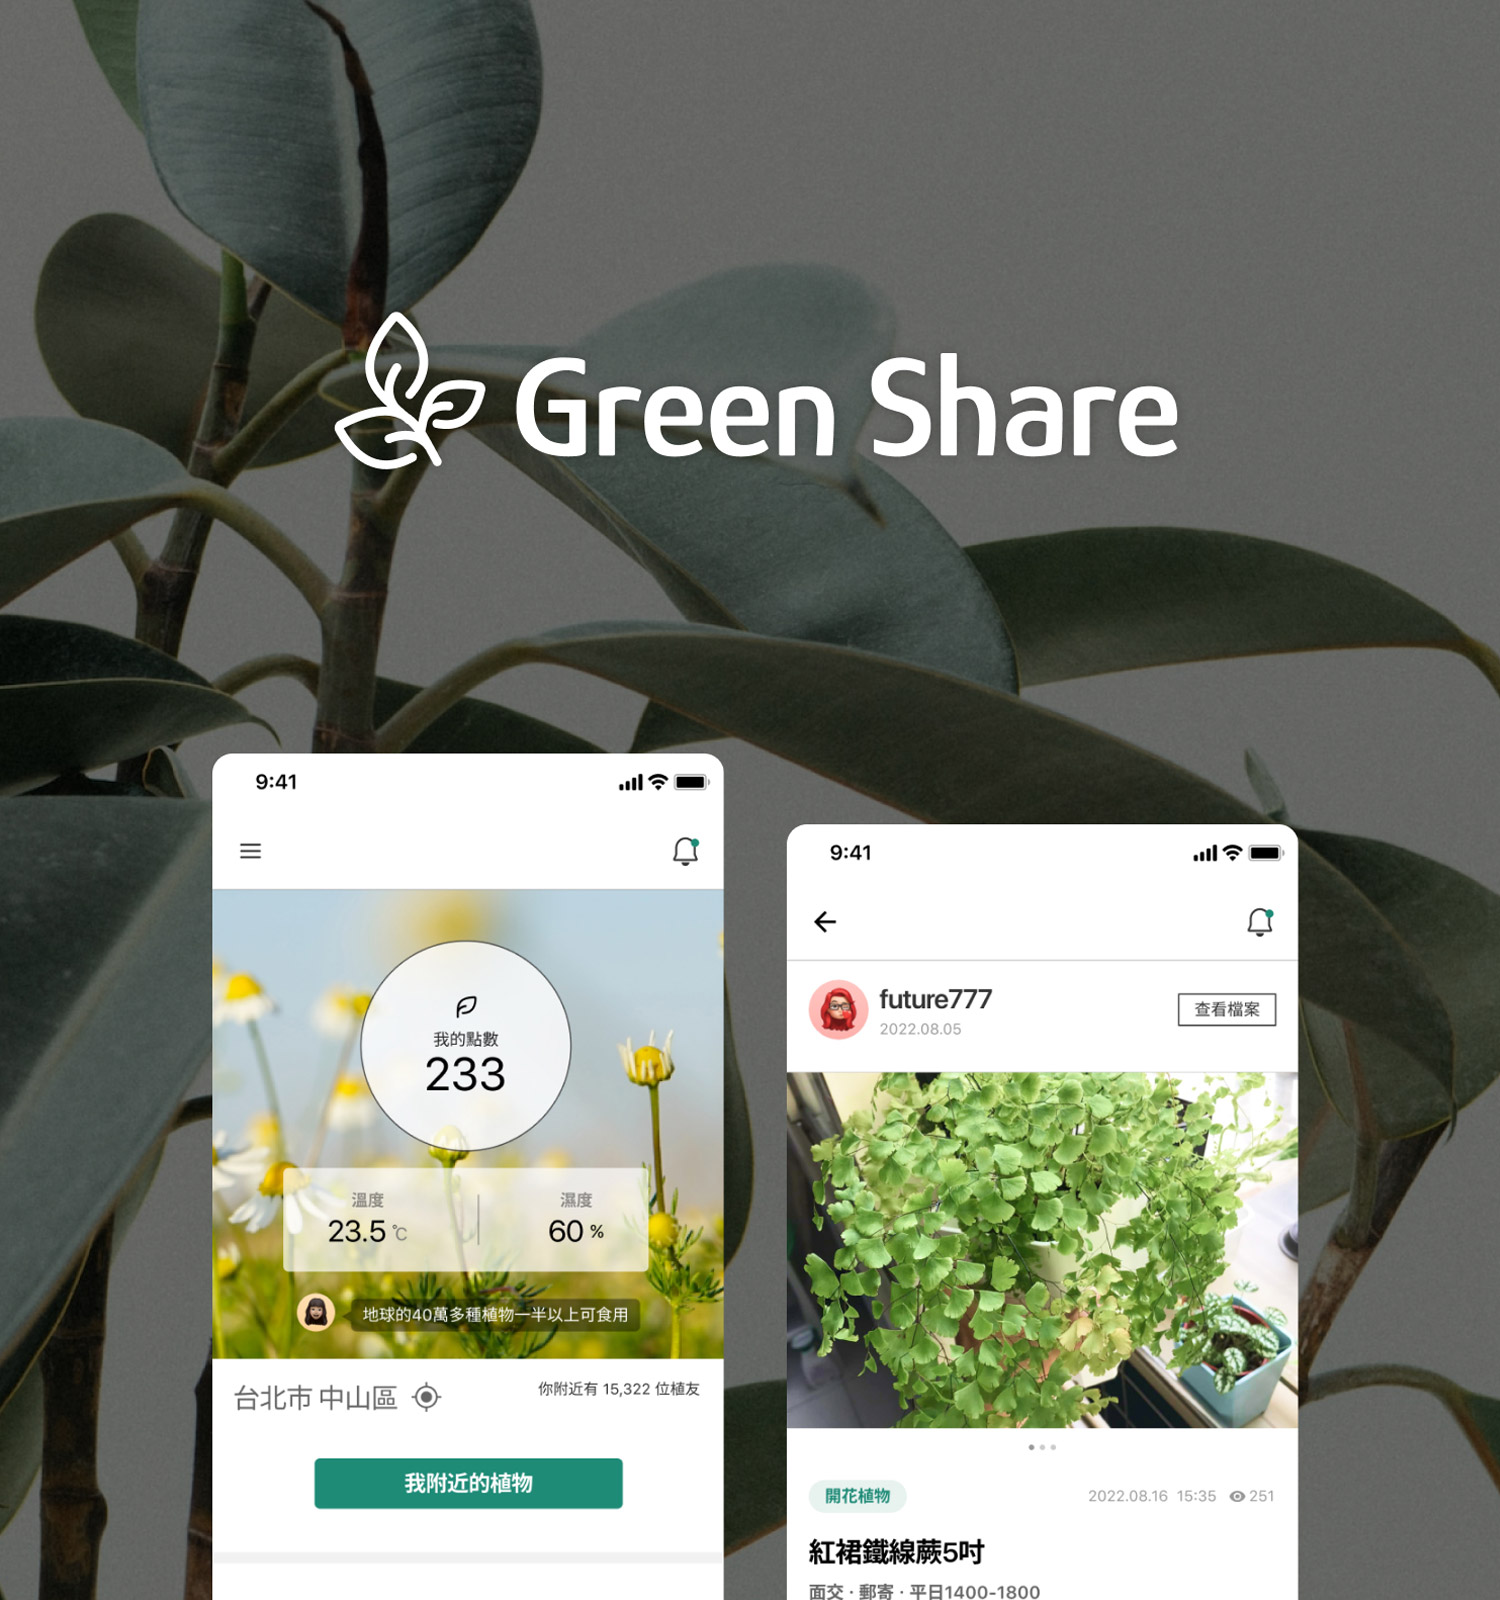 Green Share
9:41
我的點數
233
溫度
濕度
23.5 °C
60 %
地球的40萬多種植物一半以上可食用
台北市 中山區
你附近有 15,322 位植友
我附近的植物
9:41
future777
2022.08.05
查看檔案
開花植物
2022.08.16 15:35 251
紅裙鐵線蕨5吋
面交 · 郵寄 · 平日1400-1800